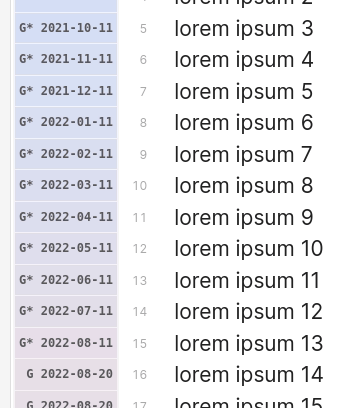 lorem ipsum 2
G* 2021-10-11 5 lorem ipsum 3
G* 2021-11-11 6 lorem ipsum 4
G* 2021-12-11 7 lorem ipsum 5
G* 2022-01-11 8 lorem ipsum 6
G* 2022-02-11 9 lorem ipsum 7
G* 2022-03-11 10 lorem ipsum 8
G* 2022-04-11 11 lorem ipsum 9
G* 2022-05-11 12 lorem ipsum 10
G* 2022-06-11 13 lorem ipsum 11
G* 2022-07-11 14 lorem ipsum 12
G* 2022-08-11 15 lorem ipsum 13
G 2022-08-20 16 lorem ipsum 14
G 2022-08-20 17 lorem ipsum 15